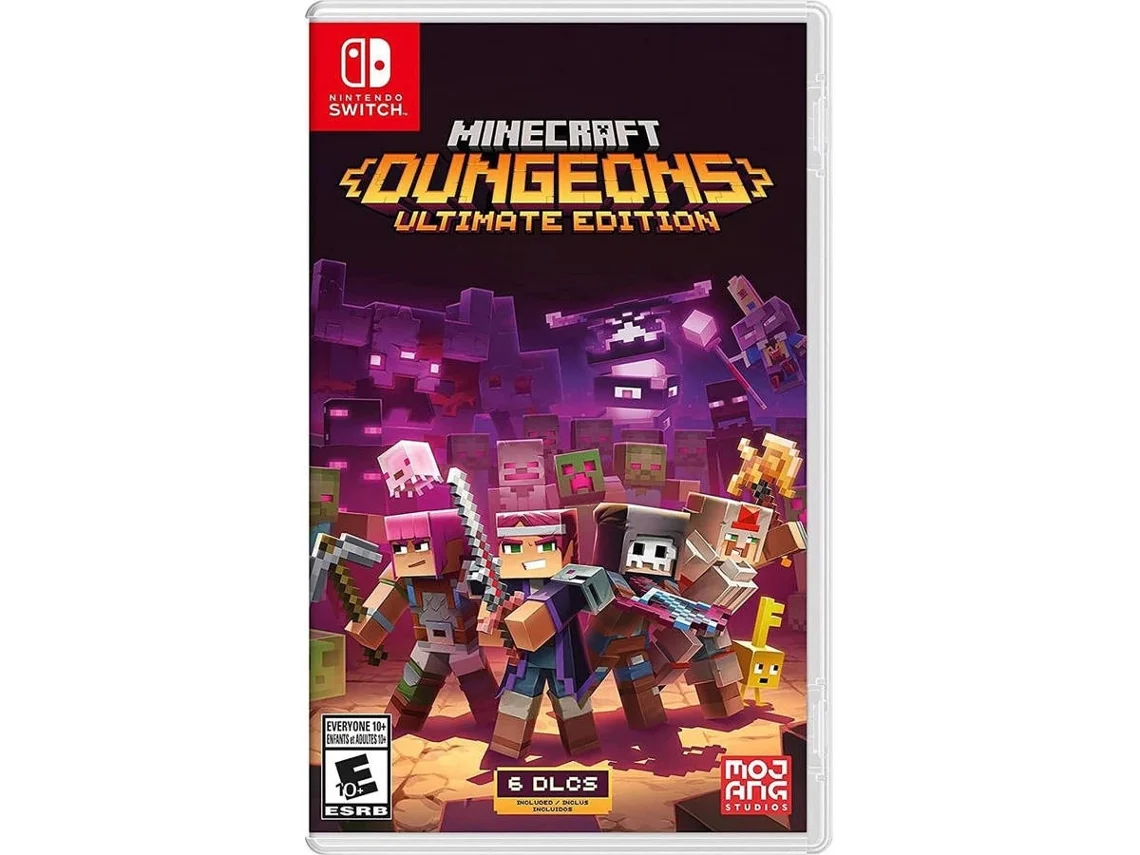 NINTENDO
SWITCH™
MINECRAFT
DUNGEONS
ULTIMATE EDITION
EVERYONE 10+
ENFANTS et ADULTES 10+
E
10+
ESRB
6 DLCS
INCLUDED / INCLUS
INCLUIDOS
MOJ
ANG
STUDIOS